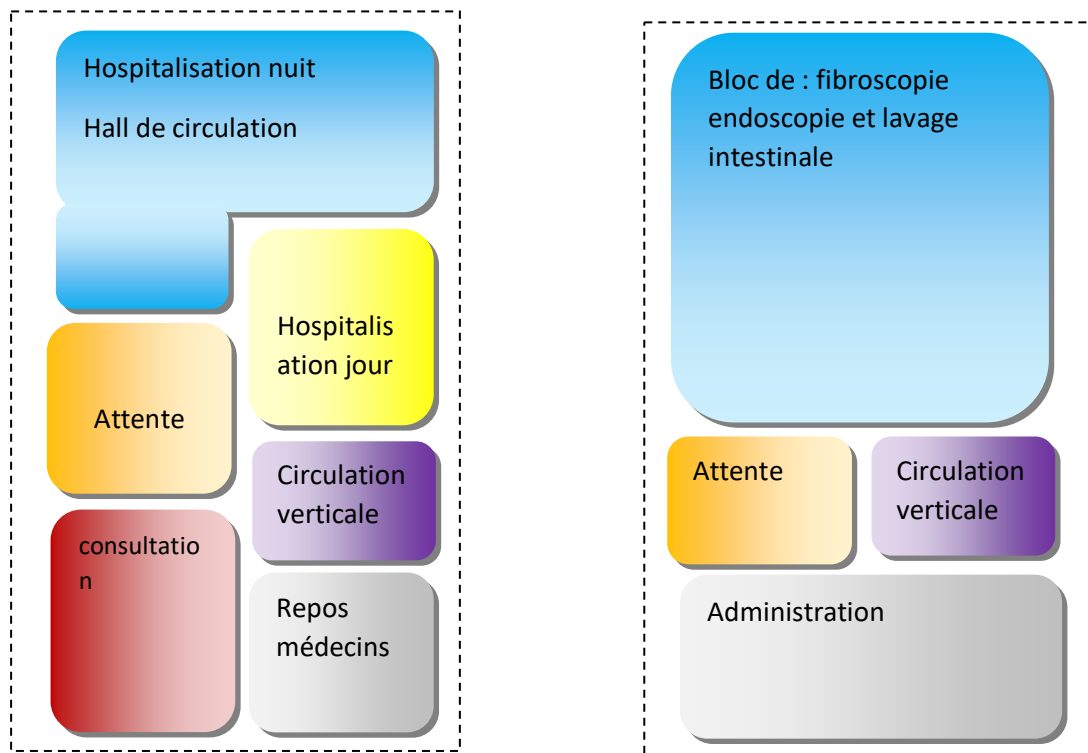 Hospitalisation nuit
Hall de circulation
Hospitalis
ation jour
Attente
Circulation
verticale
consultatio
n
Repos
médecins
Bloc de : fibroscopie
endoscopie et lavage
intestinale
Attente
Circulation
verticale
Administration